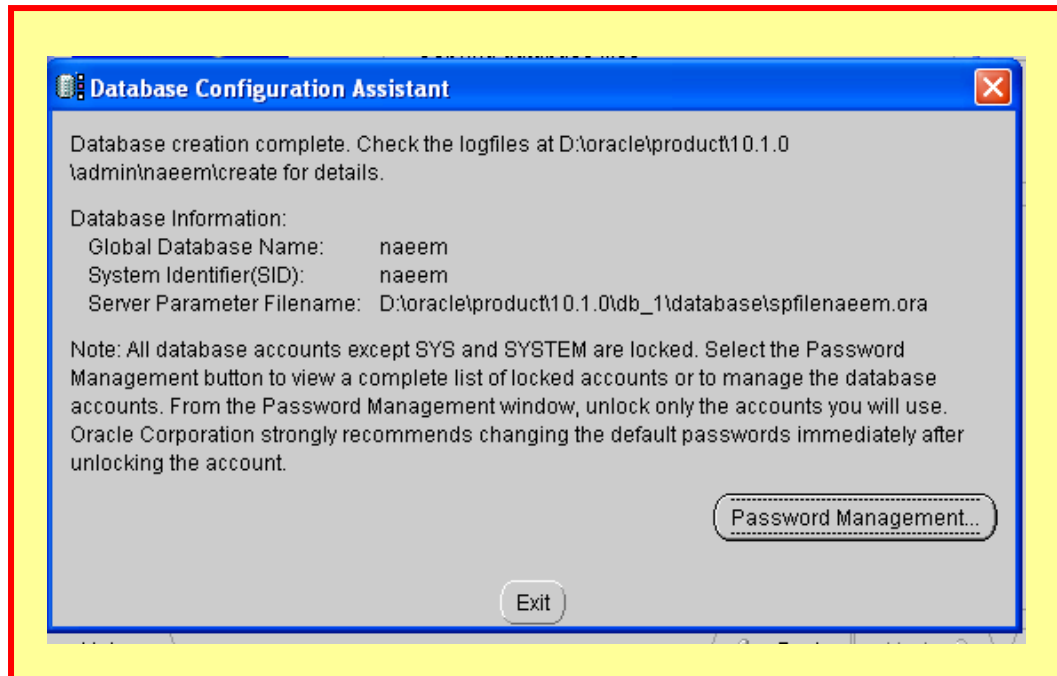 Database Configuration Assistant
Database creation complete. Check the logfiles at D:\oracle\product\10.1.0
\admin\naeem\create for details.
Database Information:
Global Database Name: naeem
System Identifier(SID): naeem
Server Parameter Filename: D:\oracle\product\10.1.0\db_1\database\spfilenaeem.ora
Note: All database accounts except SYS and SYSTEM are locked. Select the Password
Management button to view a complete list of locked accounts or to manage the database
accounts. From the Password Management window, unlock only the accounts you will use.
Oracle Corporation strongly recommends changing the default passwords immediately after
unlocking the account.
Password Management...
Exit